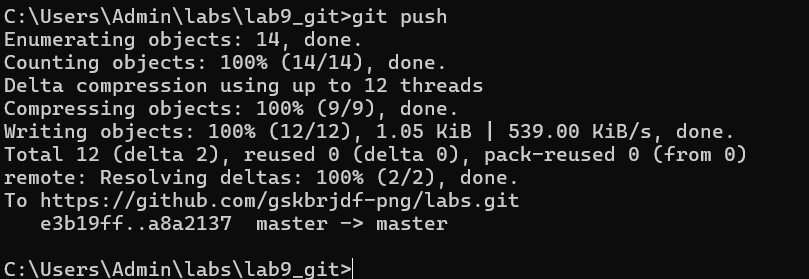 C:\Users\Admin\labs\lab9_git>git push
Enumerating objects: 14, done.
Counting objects: 100% (14/14), done.
Delta compression using up to 12 threads
Compressing objects: 100% (9/9), done.
Writing objects: 100% (12/12), 1.05 KiB | 539.00 KiB/s, done.
Total 12 (delta 2), reused 0 (delta 0), pack-reused 0 (from 0)
remote: Resolving deltas: 100% (2/2), done.
To https://github.com/gskbrjdf-png/labs.git
   e3b19ff..a8a2137  master -> master
C:\Users\Admin\labs\lab9_git>